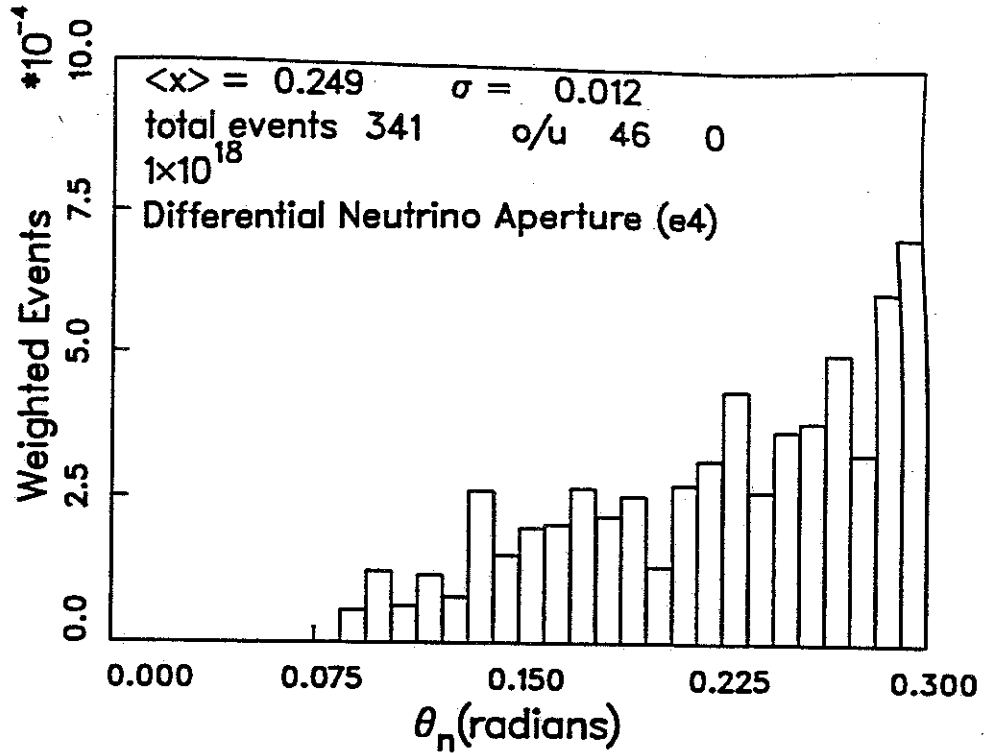 *10⁻⁴
<x> = 0.249 σ = 0.012
total events 341 o/u 46 0
1×10¹⁸
Differential Neutrino Aperture (e4)
Weighted Events
10.0
7.5
5.0
2.5
0.0
0.000 0.075 0.150 0.225 0.300
θₙ(radians)